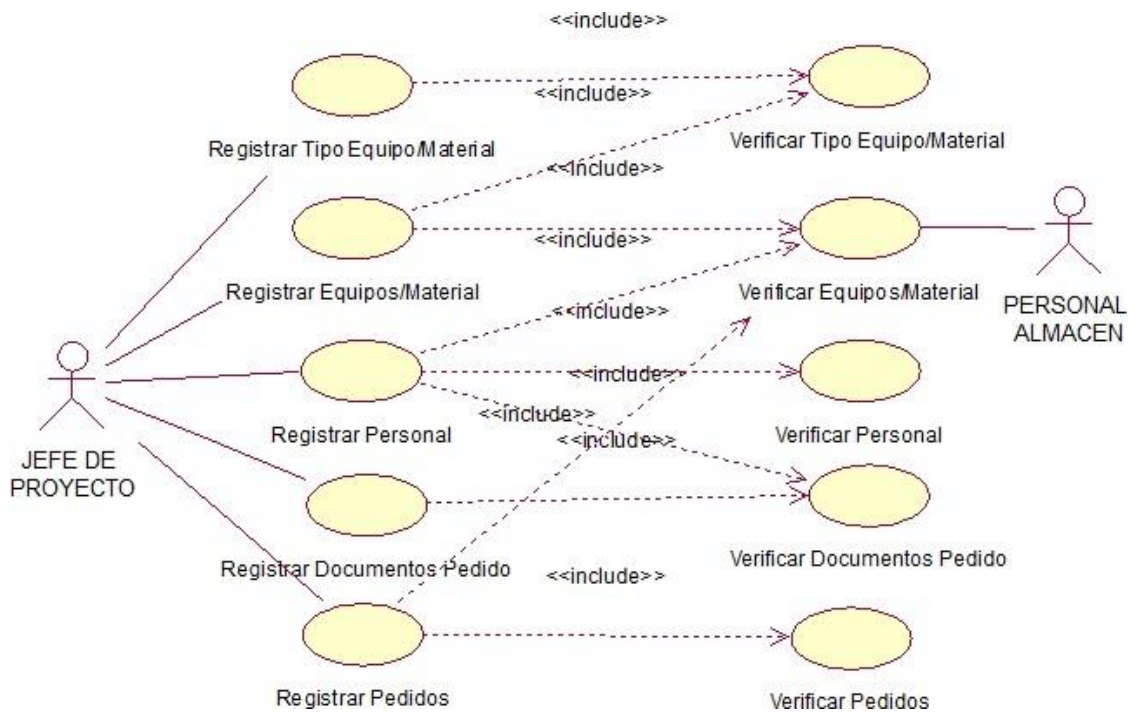 <<include>>
<<include>>
Registrar Tipo Equipo/Material
Verificar Tipo Equipo/Material
<<include>>
<<include>>
Registrar Equipos/Material
Verificar Equipos/Material
PERSONAL
ALMACEN
<<include>>
<<include>>
<<include>>
Registrar Personal
Verificar Personal
<<include>>
JEFE DE
PROYECTO
Registrar Documentos Pedido
Verificar Documentos Pedido
<<include>>
Registrar Pedidos
Verificar Pedidos